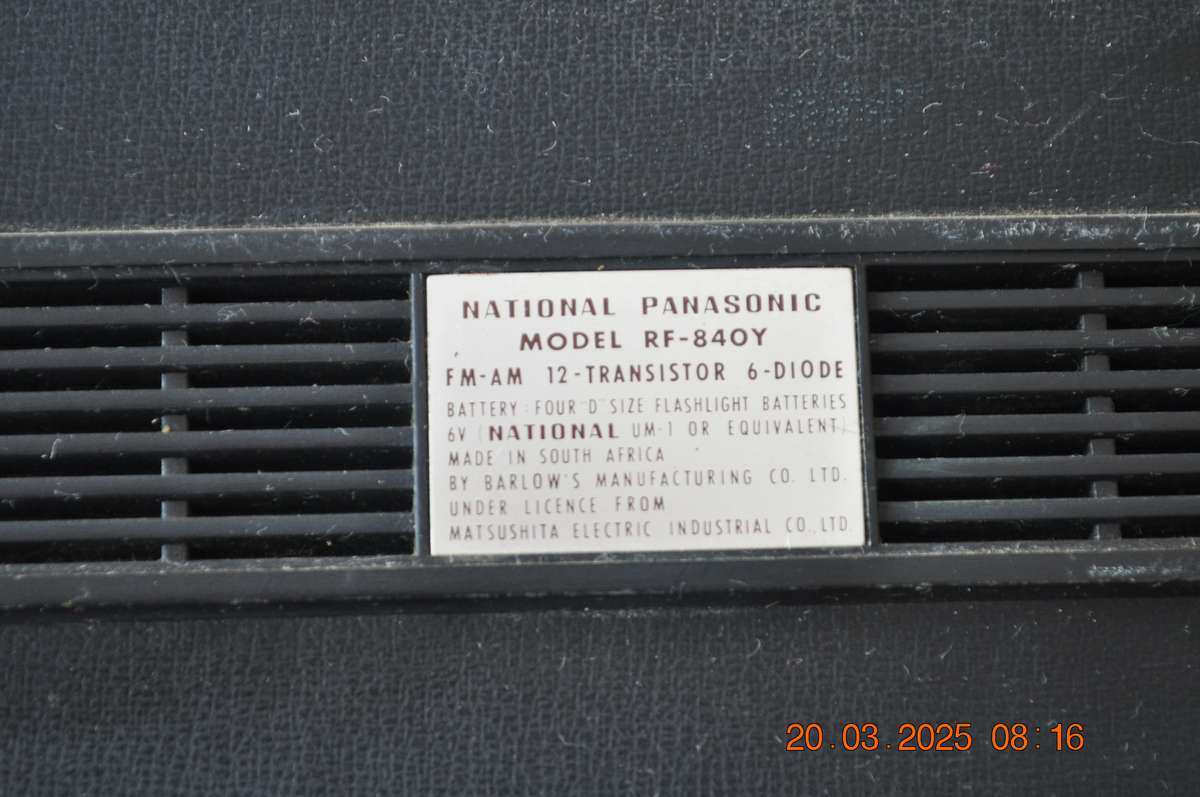 NATIONAL PANASONIC
MODEL RF-840Y
FM-AM 12-TRANSISTOR 6-DIODE
BATTERY: FOUR "D" SIZE FLASHLIGHT BATTERIES
6V (NATIONAL UM-1 OR EQUIVALENT)
MADE IN SOUTH AFRICA
BY BARLOW'S MANUFACTURING CO. LTD.
UNDER LICENCE FROM
MATSUSHITA ELECTRIC INDUSTRIAL CO., LTD.
20.03.2025 08:16